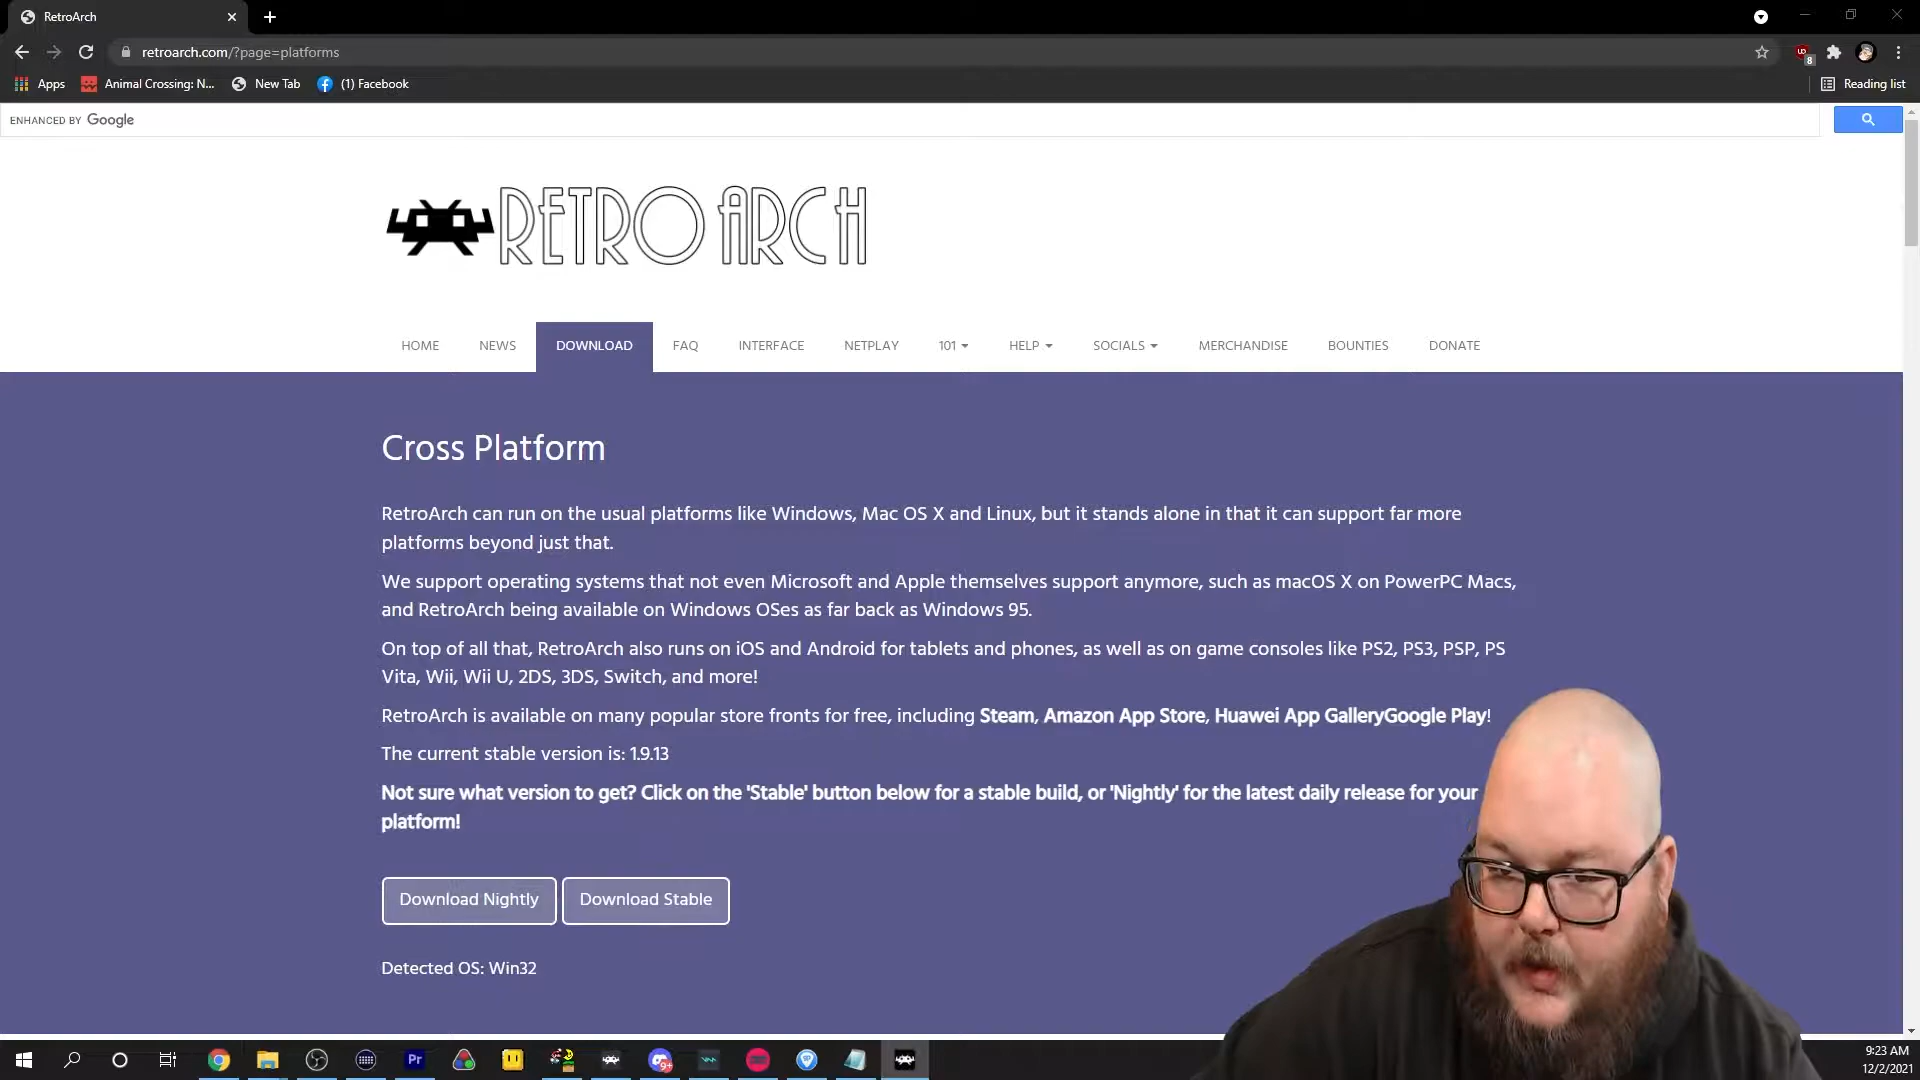 RetroArch
retroarch.com/?page=platforms
8
Apps
Animal Crossing: N...
New Tab
(1) Facebook
Reading list
ENHANCED BY Google
RETROARCH
HOME
NEWS
DOWNLOAD
FAQ
INTERFACE
NETPLAY
101
HELP
SOCIALS
MERCHANDISE
BOUNTIES
DONATE
Cross Platform
RetroArch can run on the usual platforms like Windows, Mac OS X and Linux, but it stands alone in that it can support far more
platforms beyond just that.
We support operating systems that not even Microsoft and Apple themselves support anymore, such as macOS X on PowerPC Macs,
and RetroArch being available on Windows OSes as far back as Windows 95.
On top of all that, RetroArch also runs on iOS and Android for tablets and phones, as well as on game consoles like PS2, PS3, PSP, PS
Vita, Wii, Wii U, 2DS, 3DS, Switch, and more!
RetroArch is available on many popular store fronts for free, including Steam, Amazon App Store, Huawei App GalleryGoogle Play!
The current stable version is: 1.9.13
Not sure what version to get? Click on the 'Stable' button below for a stable build, or 'Nightly' for the latest daily release for your
platform!
Download Nightly
Download Stable
Detected OS: Win32
Pr
9+
9:23 AM
12/2/2021